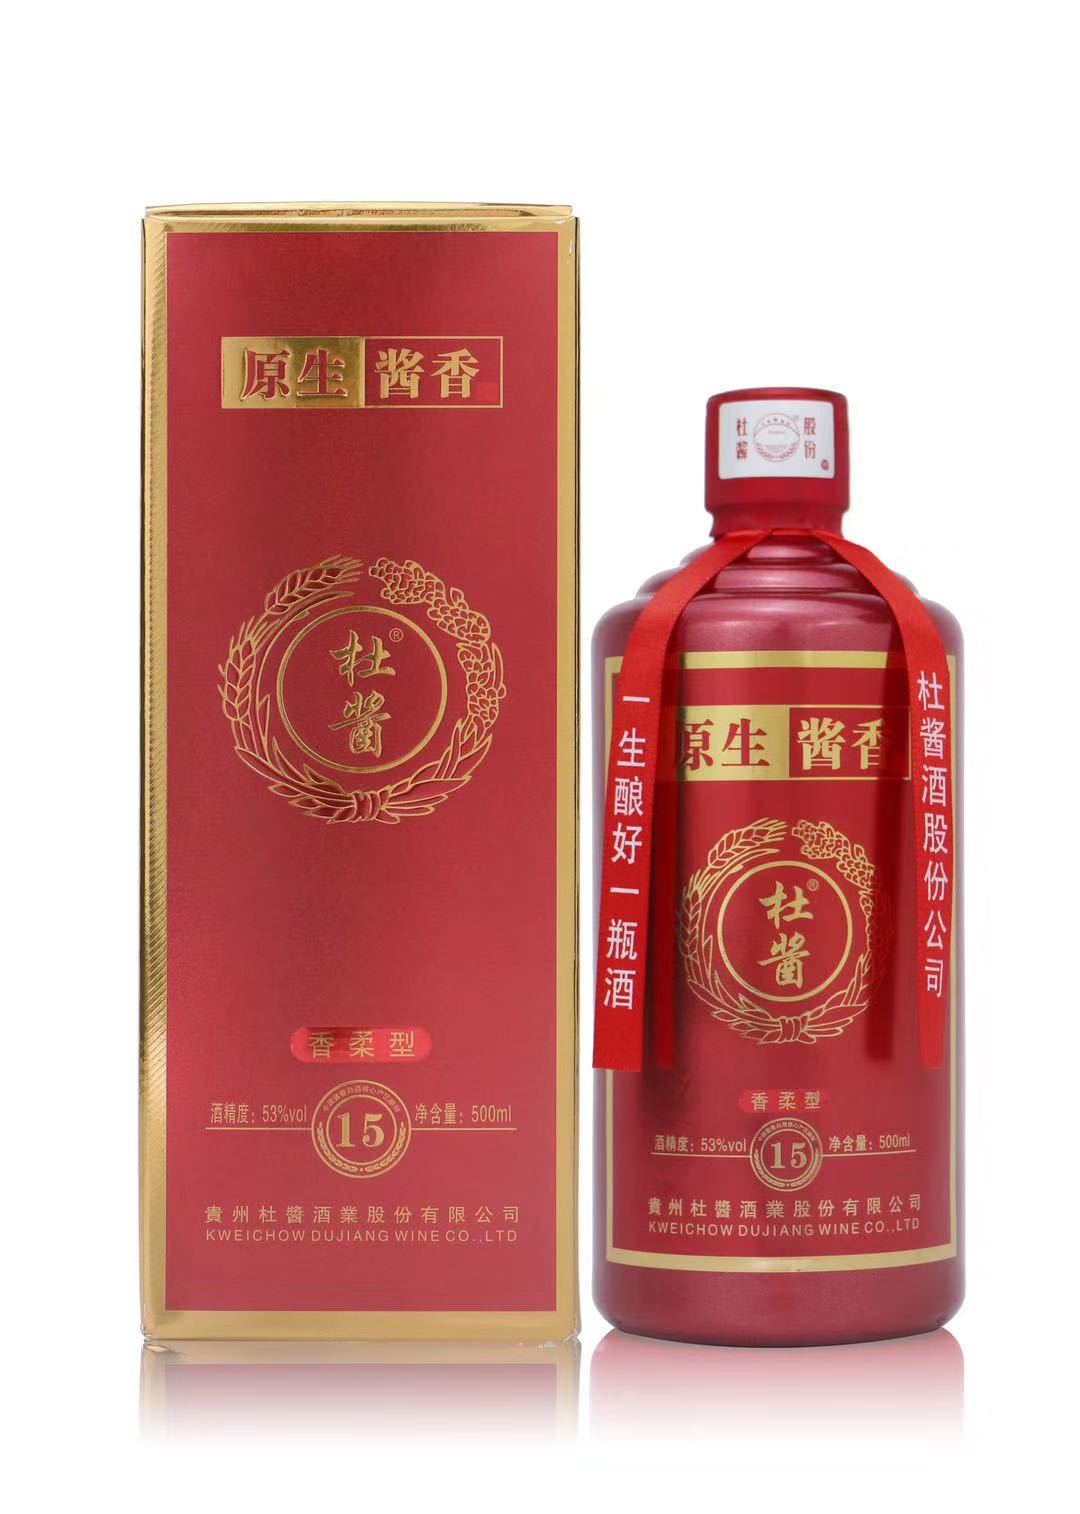 原生酱香
杜醬®
香柔型
酒精度：53%vol
15
净含量：500ml
貴州杜醬酒業股份有限公司
KWEICHOW DUJIANG WINE CO.,LTD
杜酱
股份
一生酿好一瓶酒
杜酱酒股份公司
原生酱香
杜醬®
香柔型
酒精度：53%vol
15
净含量：500ml
貴州杜醬酒業股份有限公司
KWEICHOW DUJIANG WINE CO.,LTD